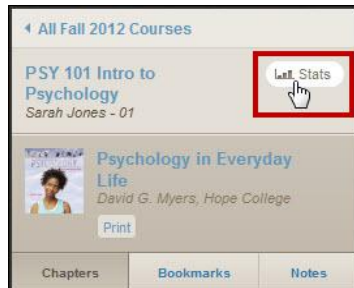 All Fall 2012 Courses
PSY 101 Intro to
Psychology
Stats
Sarah Jones - 01
Psychology in Everyday
Life
David G. Myers, Hope College
Print
Chapters
Bookmarks
Notes